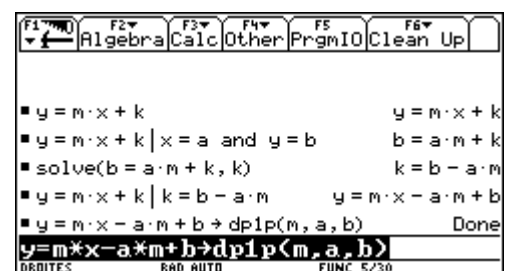 F1 F2 Algebra F3 Calc F4 Other F5 PrgmIO F6 Clean Up
▪ y = m·x + k y = m·x + k
▪ y = m·x + k | x = a and y = b b = a·m + k
▪ solve(b = a·m + k, k) k = b - a·m
▪ y = m·x + k | k = b - a·m y = m·x - a·m + b
▪ y = m·x - a·m + b → dp1p(m, a, b) Done
y=m*x-a*m+b→dp1p(m,a,b)
DROITES RAD AUTO FUNC 5/30